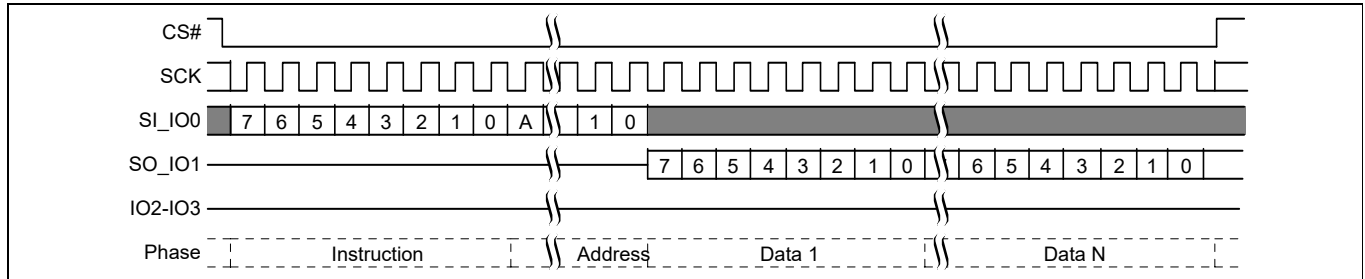 CS#
SCK
SI_IO0 7 6 5 4 3 2 1 0 A 1 0
SO_IO1 7 6 5 4 3 2 1 0 6 5 4 3 2 1 0
IO2-IO3
Phase Instruction Address Data 1 Data N